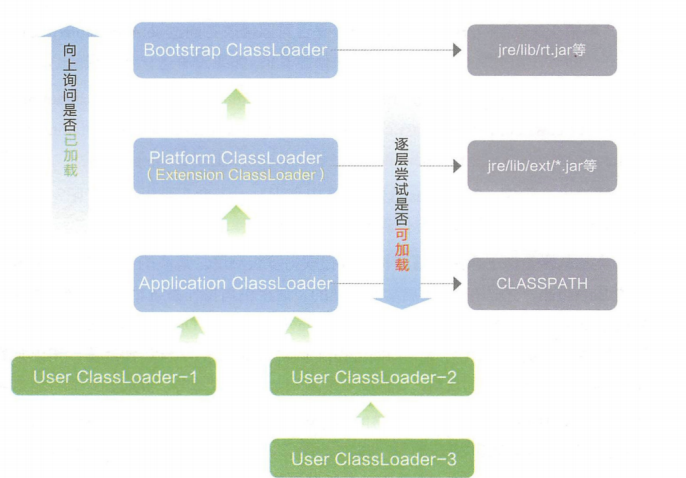 向上询问是否已加载
Bootstrap ClassLoader
jre/lib/rt.jar等
Platform ClassLoader
(Extension ClassLoader)
逐层尝试是否可加载
jre/lib/ext/*.jar等
Application ClassLoader
CLASSPATH
User ClassLoader-1
User ClassLoader-2
User ClassLoader-3